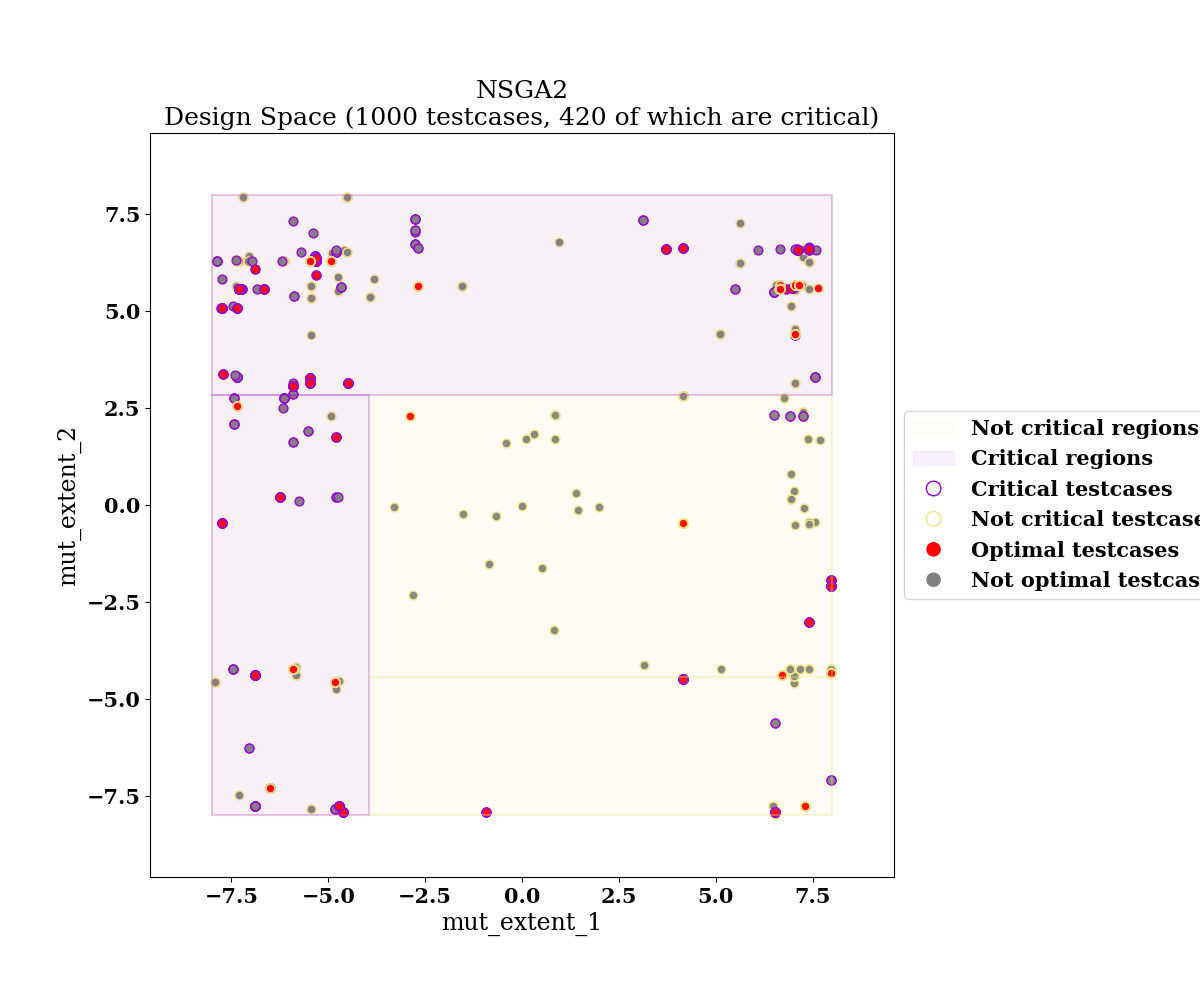 NSGA2
Design Space (1000 testcases, 420 of which are critical)
7.5
5.0
2.5
0.0
−2.5
−5.0
−7.5
mut_extent_2
−7.5 −5.0 −2.5 0.0 2.5 5.0 7.5
mut_extent_1
Not critical regions
Critical regions
Critical testcases
Not critical testcase
Optimal testcases
Not optimal testcas